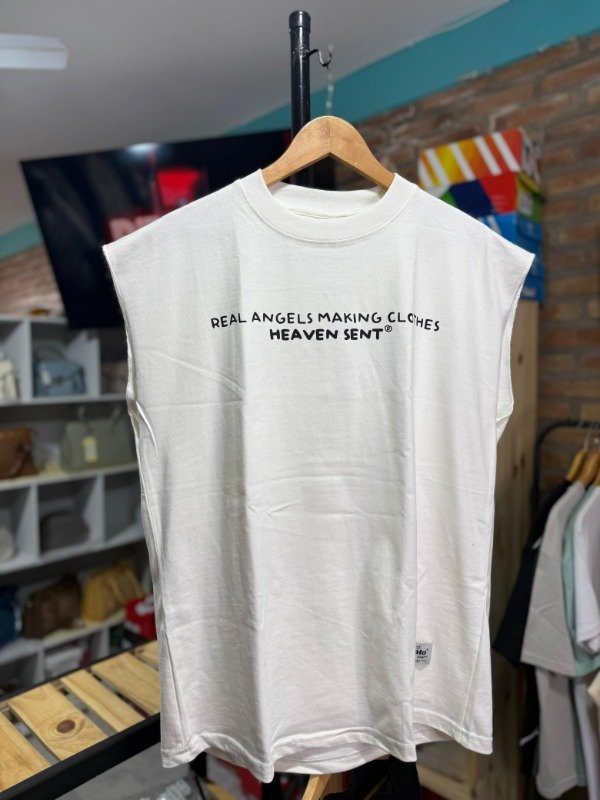 REAL ANGELS MAKING CLOTHES
HEAVEN SENT®